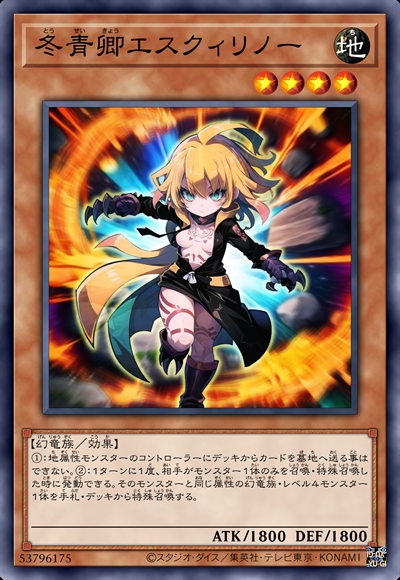 冬青卿エスクィリノー
地
[幻竜族／効果]
①：地属性モンスターのコントローラーにデッキからカードを墓地へ送る事は
できない。②：1ターンに1度、相手がモンスター1体のみを召喚・特殊召喚し
た時に発動できる。そのモンスターと同じ属性の幻竜族・レベル4モンスター
1体を手札・デッキから特殊召喚する。
ATK/1800 DEF/1800
53796175
©スタジオ・ダイス／集英社・テレビ東京・KONAMI